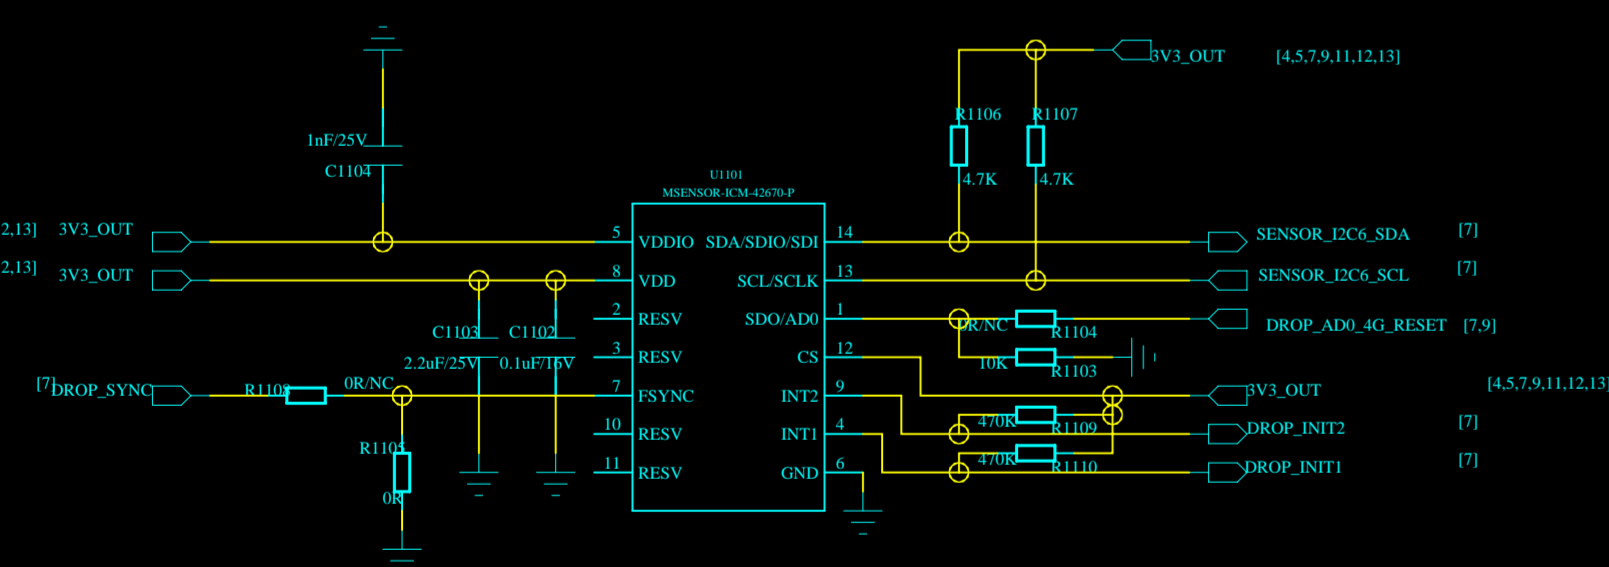 3V3_OUT [4,5,7,9,11,12,13]
R1106 R1107
1nF/25V
C1104
4.7K 4.7K
U1101
MSENSOR-ICM-42670-P
2,13] 3V3_OUT
5 VDDIO SDA/SDIO/SDI 14
SENSOR_I2C6_SDA [7]
2,13] 3V3_OUT
8 VDD SCL/SCLK 13
SENSOR_I2C6_SCL [7]
2 RESV SDO/AD0 1
0R/NC R1104
DROP_AD0_4G_RESET [7,9]
C1103 C1102
2.2uF/25V 0.1uF/16V
3 RESV CS 12
10K R1103
[7] DROP_SYNC R1108 0R/NC
7 FSYNC INT2 9
3V3_OUT [4,5,7,9,11,12,13]
470K R1109
10 RESV INT1 4
DROP_INIT2 [7]
R1105
470K R1110
11 RESV GND 6
DROP_INIT1 [7]
0R